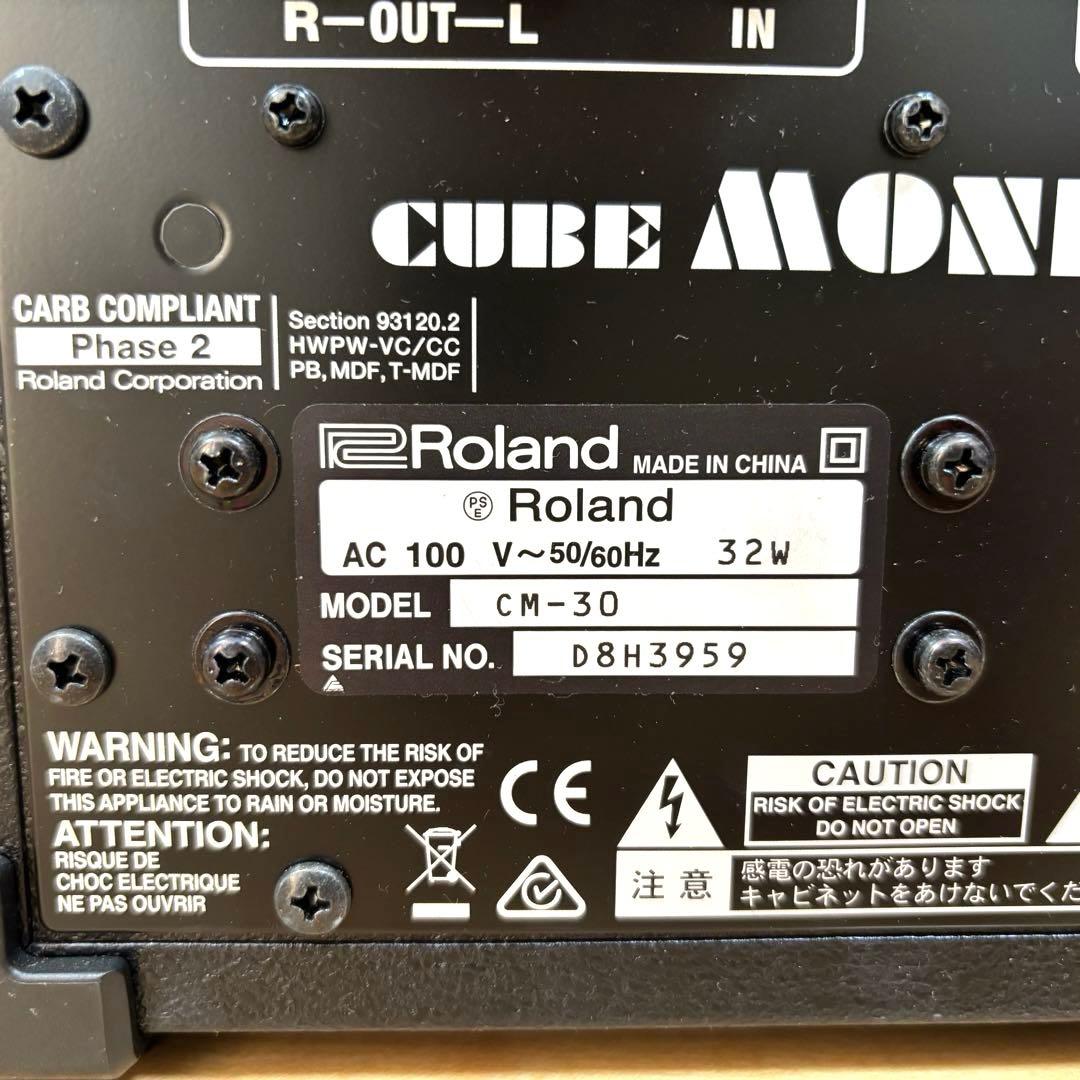 R-OUT-L IN
CUBE MONI
CARB COMPLIANT
Phase 2
Roland Corporation
Section 93120.2
HWPW-VC/CC
PB, MDF, T-MDF
Roland MADE IN CHINA
PS E Roland
AC 100 V~50/60Hz 32W
MODEL CM-30
SERIAL NO. D8H3959
WARNING: TO REDUCE THE RISK OF
FIRE OR ELECTRIC SHOCK, DO NOT EXPOSE
THIS APPLIANCE TO RAIN OR MOISTURE.
ATTENTION:
RISQUE DE
CHOC ELECTRIQUE
NE PAS OUVRIR
CE
CAUTION
RISK OF ELECTRIC SHOCK
DO NOT OPEN
注意
感電の恐れがあります
キャビネットをあけないでくだ